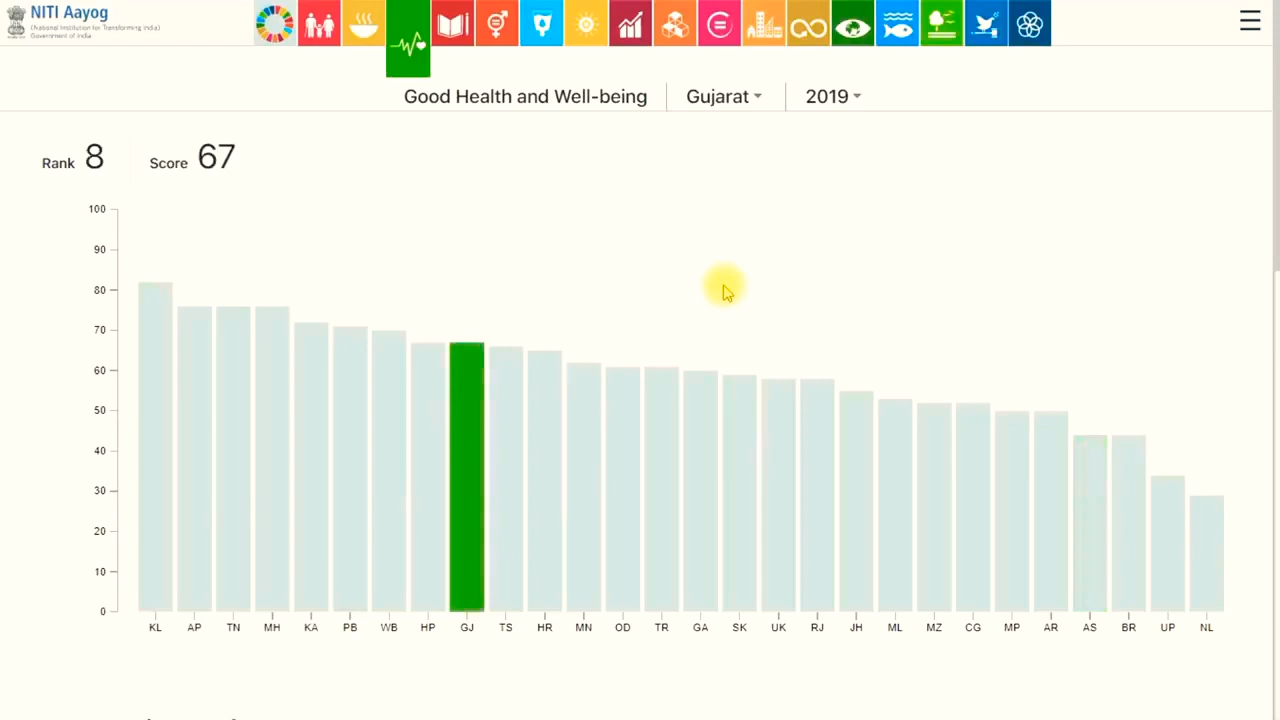 NITI Aayog
(National Institution for Transforming India)
Government of India
Good Health and Well-being
Gujarat
2019
Rank 8
Score 67
100
90
80
70
60
50
40
30
20
10
0
KL AP TN MH KA PB WB HP GJ TS HR MN OD TR GA SK UK RJ JH ML MZ CG MP AR AS BR UP NL